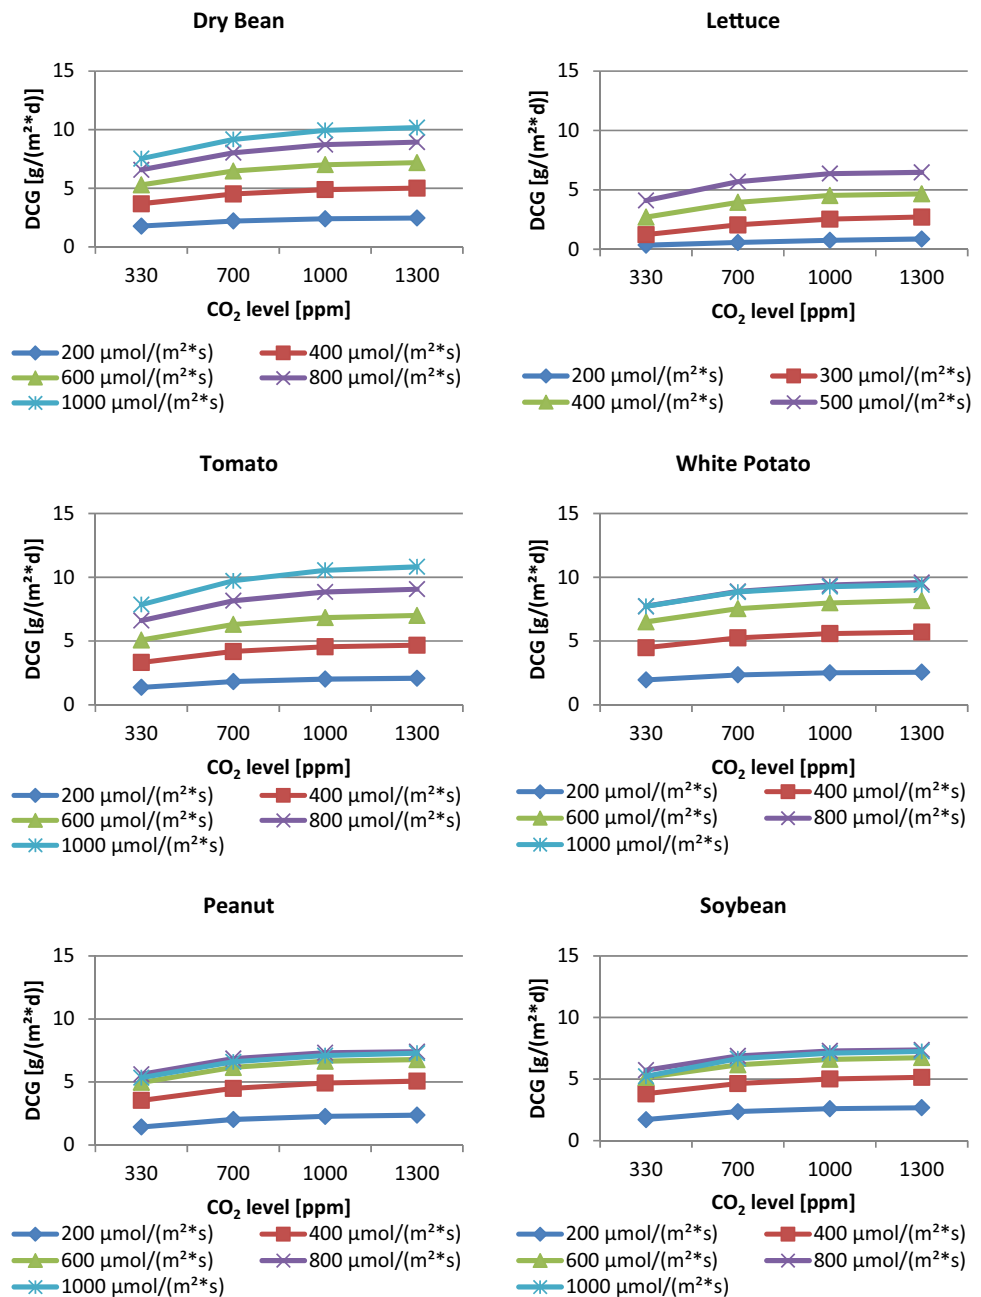 Dry Bean
DCG [g/(m²*d)]
15
10
5
0
330 700 1000 1300
CO₂ level [ppm]
200 µmol/(m²*s) 400 µmol/(m²*s)
600 µmol/(m²*s) 800 µmol/(m²*s)
1000 µmol/(m²*s)
Lettuce
DCG [g/(m²*d)]
15
10
5
0
330 700 1000 1300
CO₂ level [ppm]
200 µmol/(m²*s) 300 µmol/(m²*s)
400 µmol/(m²*s) 500 µmol/(m²*s)
Tomato
DCG [g/(m²*d)]
15
10
5
0
330 700 1000 1300
CO₂ level [ppm]
200 µmol/(m²*s) 400 µmol/(m²*s)
600 µmol/(m²*s) 800 µmol/(m²*s)
1000 µmol/(m²*s)
White Potato
DCG [g/(m²*d)]
15
10
5
0
330 700 1000 1300
CO₂ level [ppm]
200 µmol/(m²*s) 400 µmol/(m²*s)
600 µmol/(m²*s) 800 µmol/(m²*s)
1000 µmol/(m²*s)
Peanut
DCG [g/(m²*d)]
15
10
5
0
330 700 1000 1300
CO₂ level [ppm]
200 µmol/(m²*s) 400 µmol/(m²*s)
600 µmol/(m²*s) 800 µmol/(m²*s)
1000 µmol/(m²*s)
Soybean
DCG [g/(m²*d)]
15
10
5
0
330 700 1000 1300
CO₂ level [ppm]
200 µmol/(m²*s) 400 µmol/(m²*s)
600 µmol/(m²*s) 800 µmol/(m²*s)
1000 µmol/(m²*s)